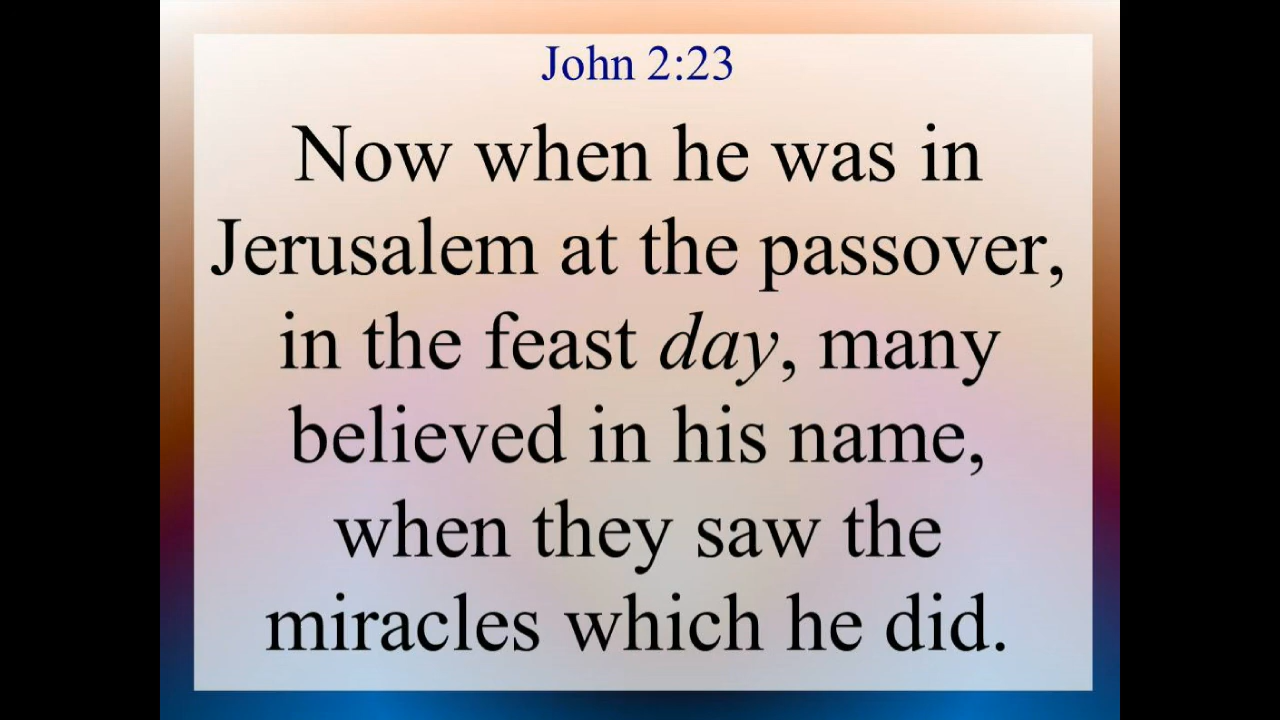 John 2:23
Now when he was in
Jerusalem at the passover,
in the feast day, many
believed in his name,
when they saw the
miracles which he did.